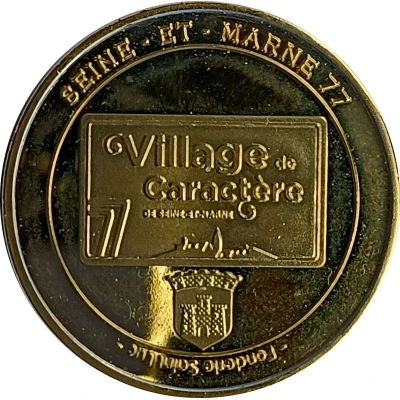 SEINE - ET - MARNE 77
Village de
Caractère
DE SEINE-ET-MARNE
77
- Fonderie Saint Luc -